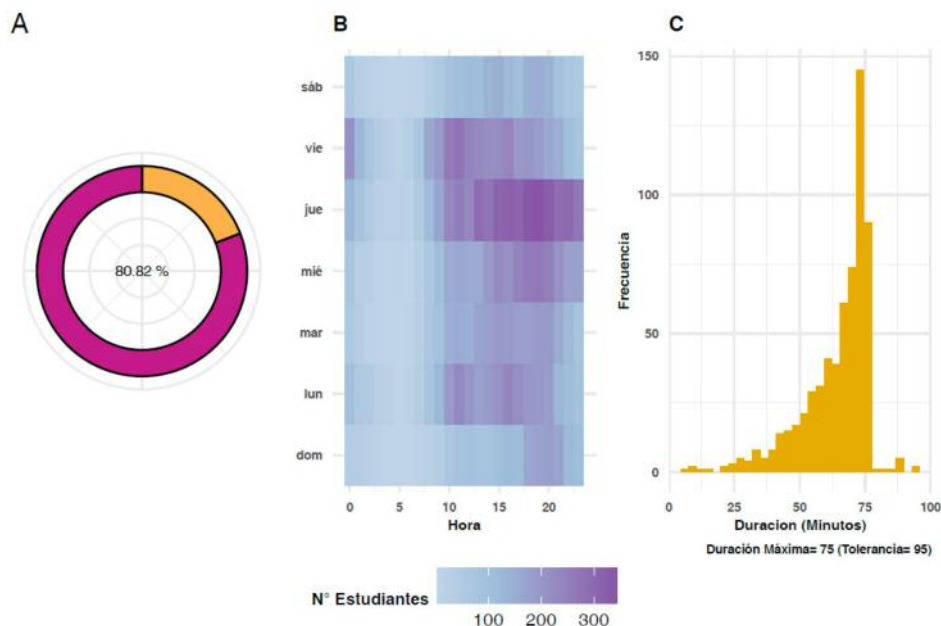 A
80.82 %
B
sáb
vie
jue
mié
mar
lun
dom
0 5 10 15 20
Hora
N° Estudiantes
100 200 300
C
150
100
50
0
Frecuencia
0 25 50 75 100
Duracion (Minutos)
Duración Máxima= 75 (Tolerancia= 95)